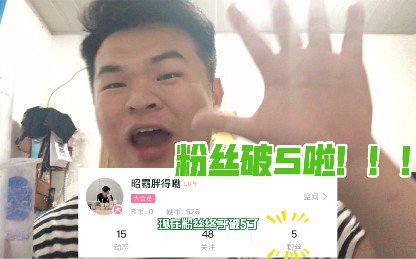 粉丝破5啦！！！
昭霸胖得嘞 LV4
大会员
空间 >
B币：0 硬币：526
现在粉丝终于破5了
15 48 5
动态 关注 粉丝